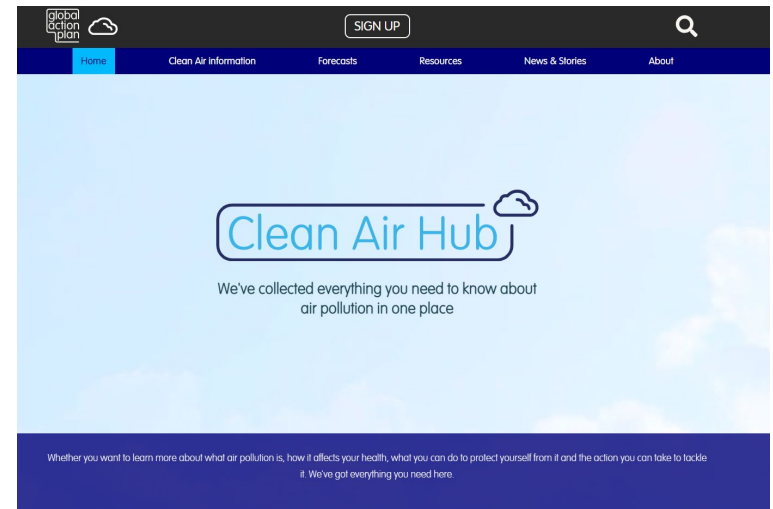 global
action
plan
SIGN UP
Home Clean Air information Forecasts Resources News & Stories About
Clean Air Hub
We've collected everything you need to know about
air pollution in one place
Whether you want to learn more about what air pollution is, how it affects your health, what you can do to protect yourself from it and the action you can take to tackle
it. We've got everything you need here.